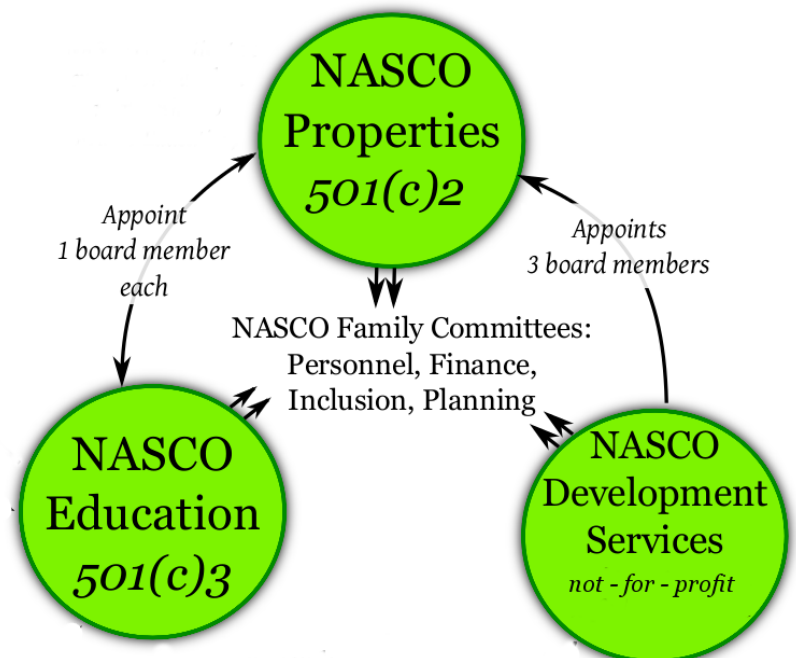 NASCO
Properties
501(c)2
Appoint
1 board member
each
Appoints
3 board members
NASCO Family Committees:
Personnel, Finance,
Inclusion, Planning
NASCO
Education
501(c)3
NASCO
Development
Services
not - for - profit